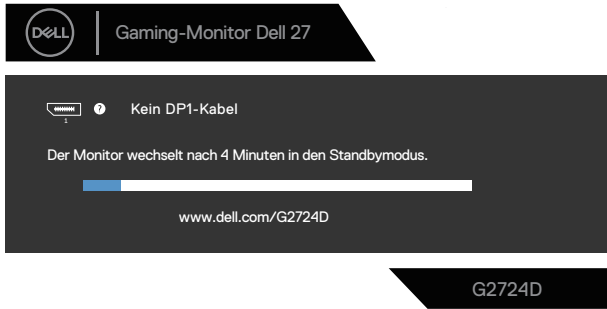 DELL
Gaming-Monitor Dell 27
? Kein DP1-Kabel
1
Der Monitor wechselt nach 4 Minuten in den Standbymodus.
www.dell.com/G2724D
G2724D